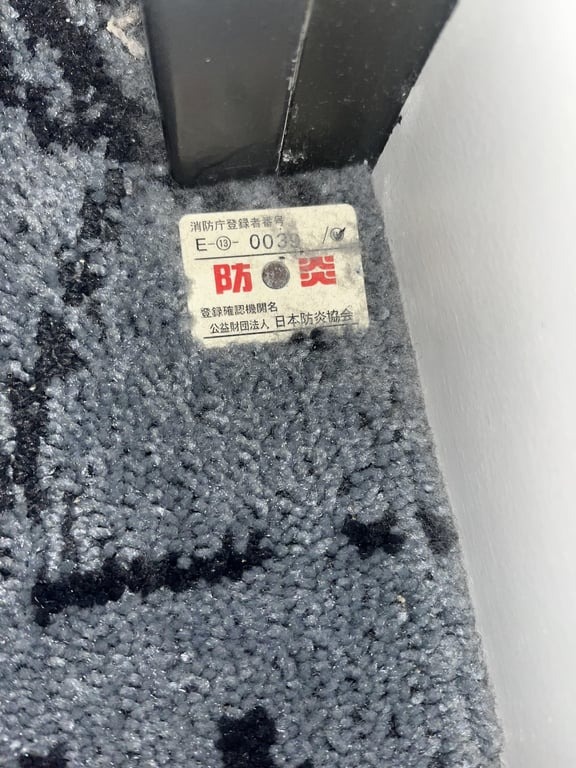 消防庁登録者番号
E-⑬- 0039
防炎
登録確認機関名
公益財団法人 日本防炎協会